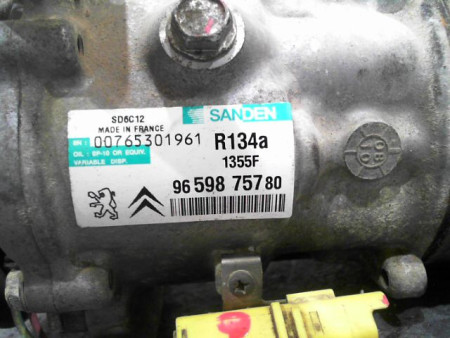 SD6C12
MADE IN FRANCE
SANDEN
SN: 00765301961
R134a
OIL: SP-10 OR EQUIV.
VARIABLE DISP.
1355F
96 598 757 80